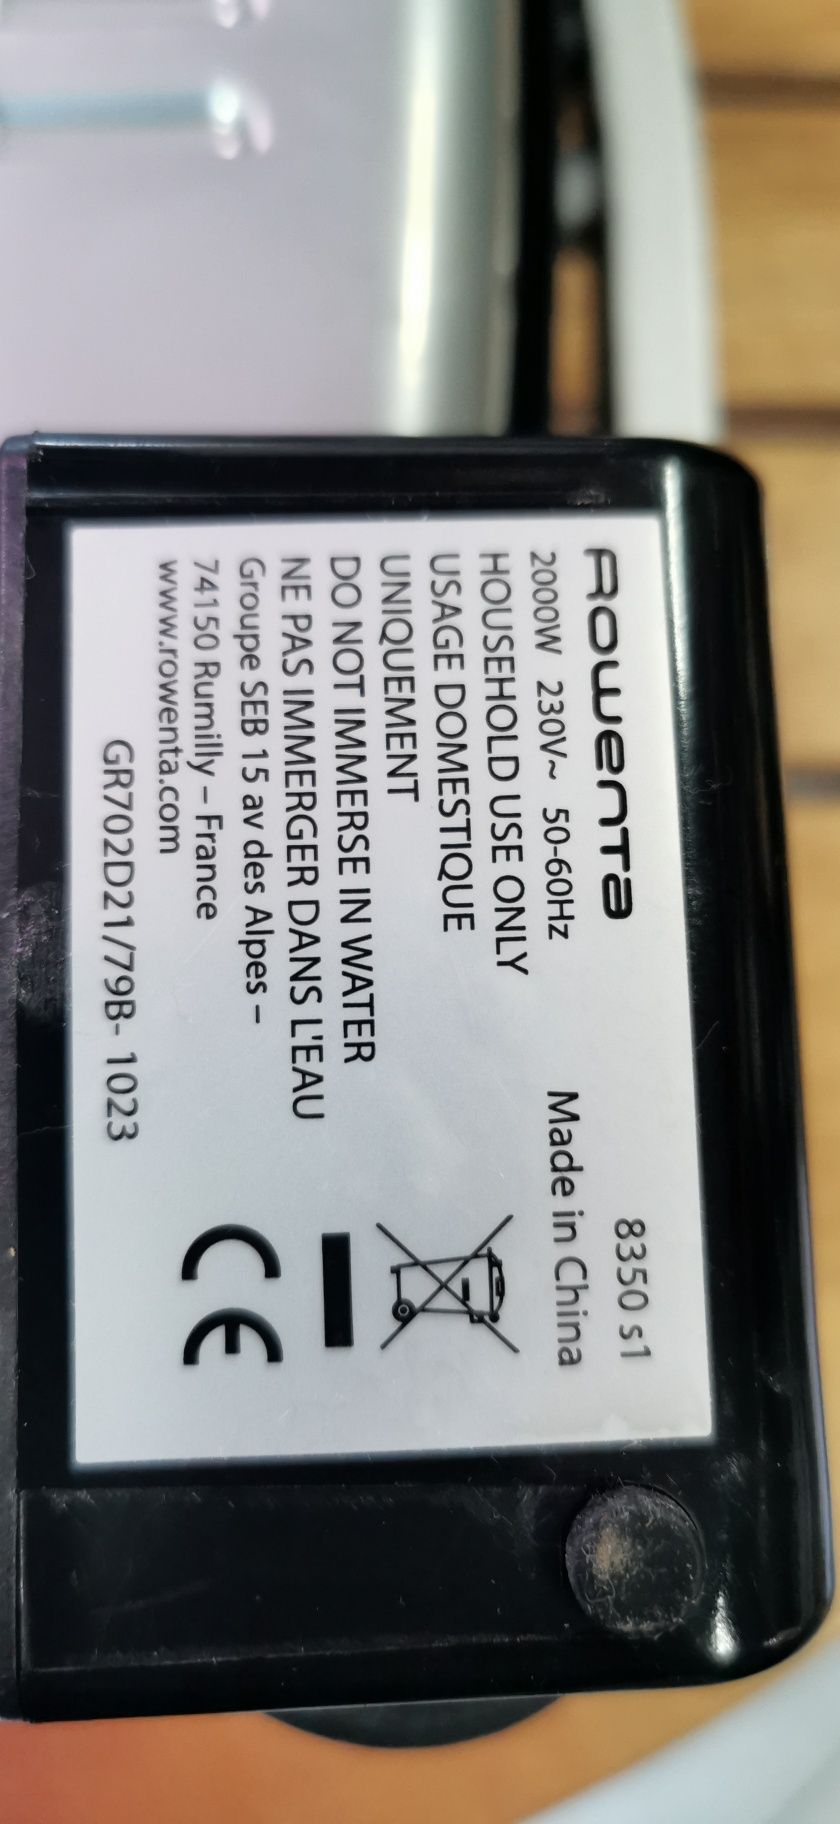 Rowenta
8350 s1
2000W 230V~ 50-60Hz
Made in China
HOUSEHOLD USE ONLY
USAGE DOMESTIQUE
UNIQUEMENT
DO NOT IMMERSE IN WATER
NE PAS IMMERGER DANS L'EAU
Groupe SEB 15 av des Alpes –
74150 Rumilly – France
www.rowenta.com
GR702D21/79B- 1023
CE